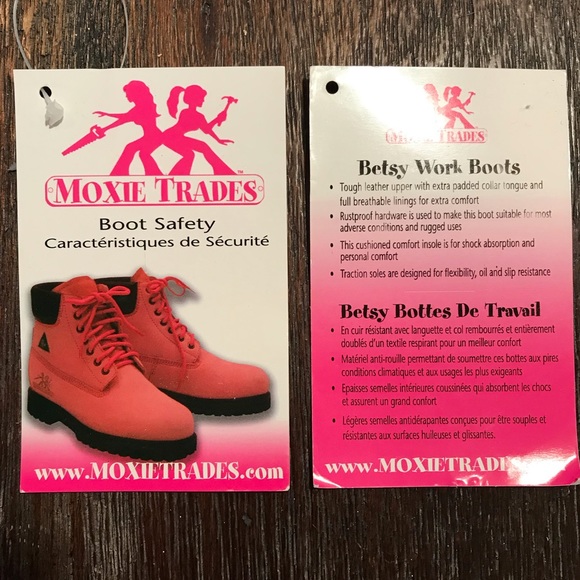 MOXIE TRADES
Boot Safety
Caractéristiques de Sécurité
www.MOXIETRADES.com
MOXIE TRADES
Betsy Work Boots
• Tough leather upper with extra padded collar tongue and
full breathable linings for extra comfort
• Rustproof hardware is used to make this boot suitable for most
adverse conditions and rugged uses
• This cushioned comfort insole is for shock absorption and
personal comfort
• Traction soles are designed for flexibility, oil and slip resistance
Betsy Bottes De Travail
• En cuir résistant avec languette et col rembourrés et entièrement
doublés d'un textile respirant pour un meilleur confort
• Matériel anti-rouille permettant de soumettre ces bottes aux pires
conditions climatiques et aux usages les plus exigeants
• Epaisses semelles intérieures coussinées qui absorbent les chocs
et assurent un grand confort
• Légères semelles antidérapantes conçues pour être souples et
résistantes aux surfaces huileuses et glissantes.
www.MOXIETRADES